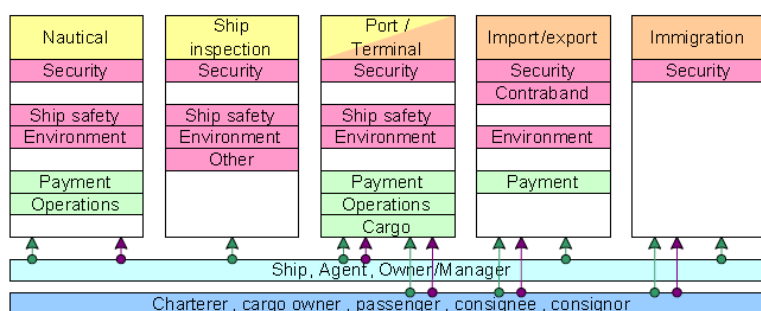 Nautical
Security
Ship safety
Environment
Payment
Operations
Ship
inspection
Security
Ship safety
Environment
Other
Port /
Terminal
Security
Ship safety
Environment
Payment
Operations
Cargo
Import/export
Security
Contraband
Environment
Payment
Immigration
Security
Ship, Agent, Owner/Manager
Charterer , cargo owner , passenger , consignee , consignor